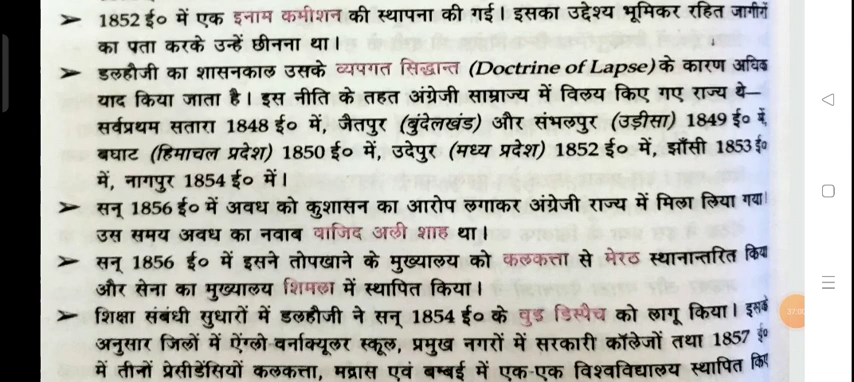 ➢ 1852 ई० में एक इनाम कमीशन की स्थापना की गई। इसका उद्देश्य भूमिकर रहित जागीरों
का पता करके उन्हें छीनना था।
➢ डलहौजी का शासनकाल उसके व्यपगत सिद्धान्त (Doctrine of Lapse) के कारण अधिक
याद किया जाता है। इस नीति के तहत अंग्रेजी साम्राज्य में विलय किए गए राज्य थे—
सर्वप्रथम सतारा 1848 ई० में, जैतपुर (बुंदेलखंड) और संभलपुर (उड़ीसा) 1849 ई० में,
बघाट (हिमाचल प्रदेश) 1850 ई० में, उदेपुर (मध्य प्रदेश) 1852 ई० में, झाँसी 1853 ई०
में, नागपुर 1854 ई० में।
➢ सन् 1856 ई० में अवध को कुशासन का आरोप लगाकर अंग्रेजी राज्य में मिला लिया गया।
उस समय अवध का नवाब वाजिद अली शाह था।
➢ सन् 1856 ई० में इसने तोपखाने के मुख्यालय को कलकत्ता से मेरठ स्थानान्तरित किया
और सेना का मुख्यालय शिमला में स्थापित किया।
➢ शिक्षा संबंधी सुधारों में डलहौजी ने सन् 1854 ई० के वुड डिस्पैच को लागू किया। इसके
अनुसार जिलों में ऐंग्लो-वर्नाक्यूलर स्कूल, प्रमुख नगरों में सरकारी कॉलेजों तथा 1857 ई०
में तीनों प्रेसीडेंसियों कलकत्ता, मद्रास एवं बम्बई में एक-एक विश्वविद्यालय स्थापित किए